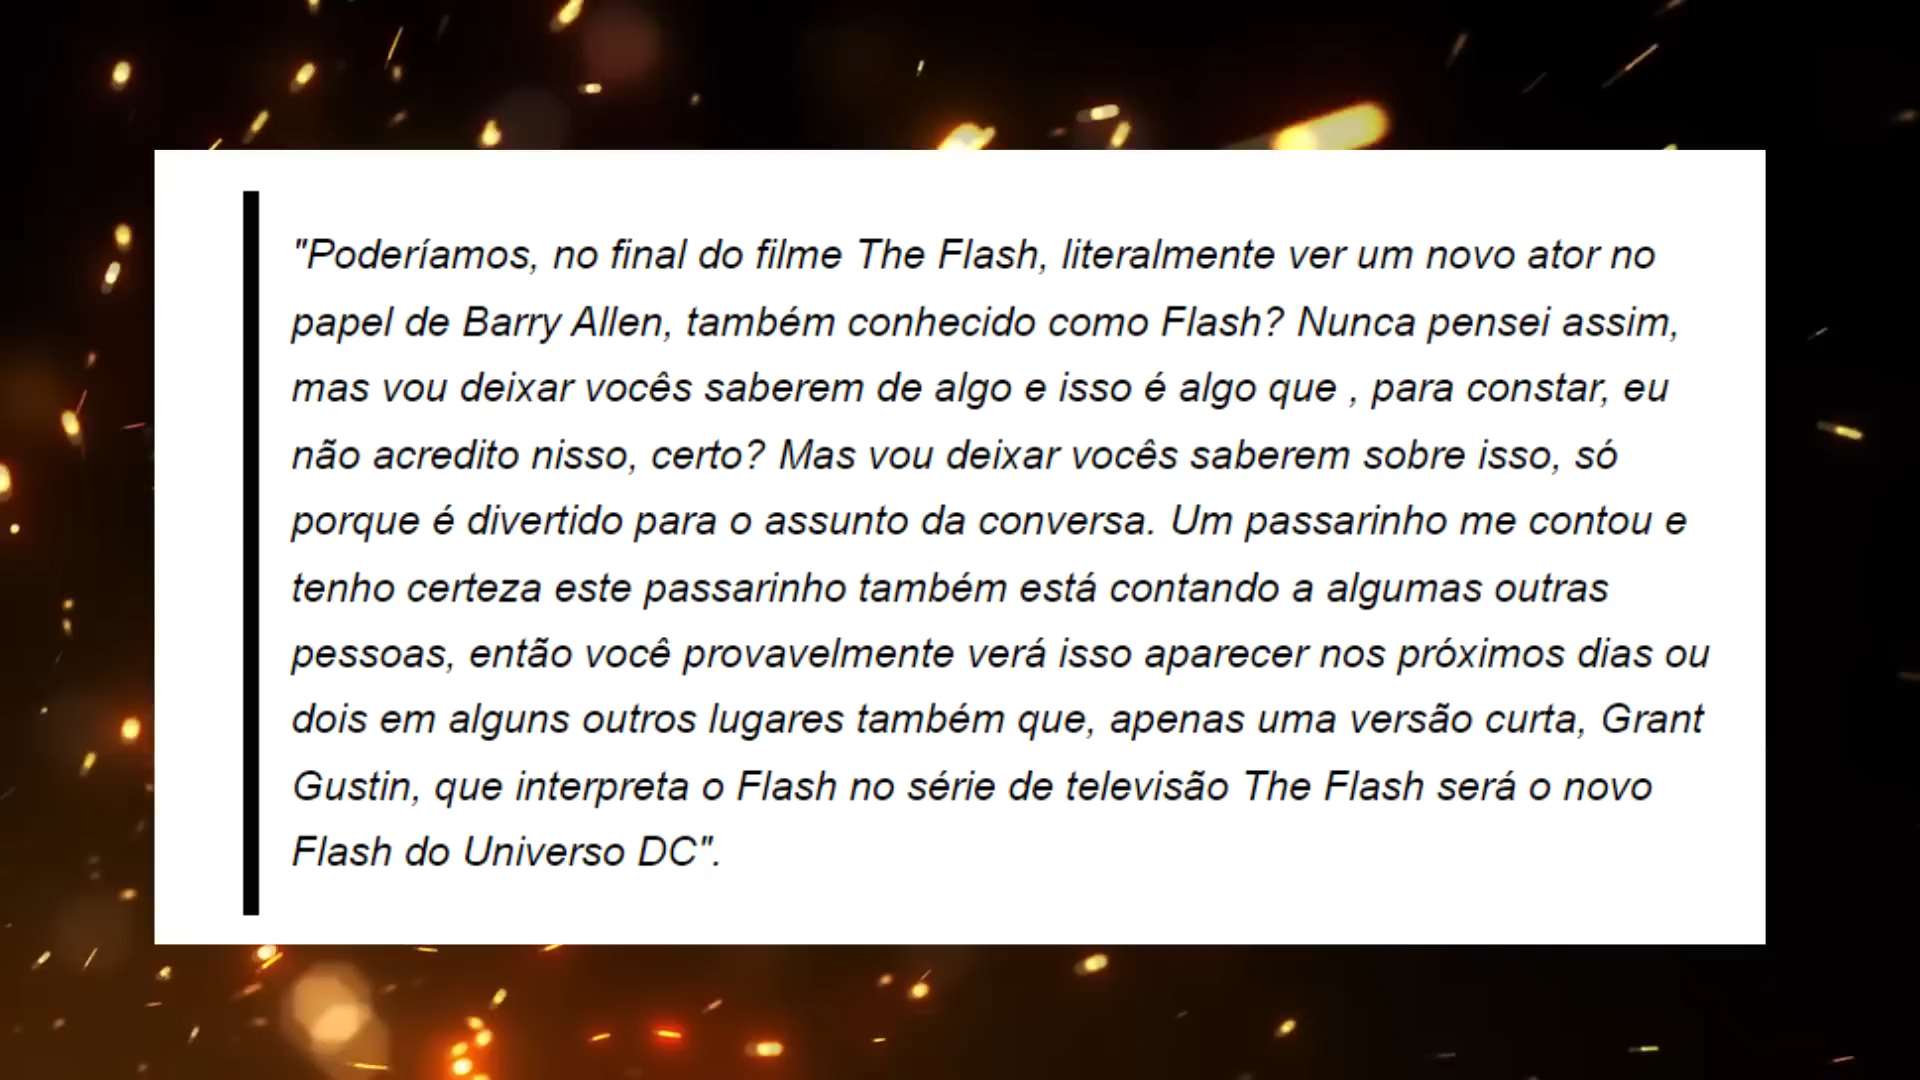 "Poderíamos, no final do filme The Flash, literalmente ver um novo ator no
papel de Barry Allen, também conhecido como Flash? Nunca pensei assim,
mas vou deixar vocês saberem de algo e isso é algo que , para constar, eu
não acredito nisso, certo? Mas vou deixar vocês saberem sobre isso, só
porque é divertido para o assunto da conversa. Um passarinho me contou e
tenho certeza este passarinho também está contando a algumas outras
pessoas, então você provavelmente verá isso aparecer nos próximos dias ou
dois em alguns outros lugares também que, apenas uma versão curta, Grant
Gustin, que interpreta o Flash no série de televisão The Flash será o novo
Flash do Universo DC".